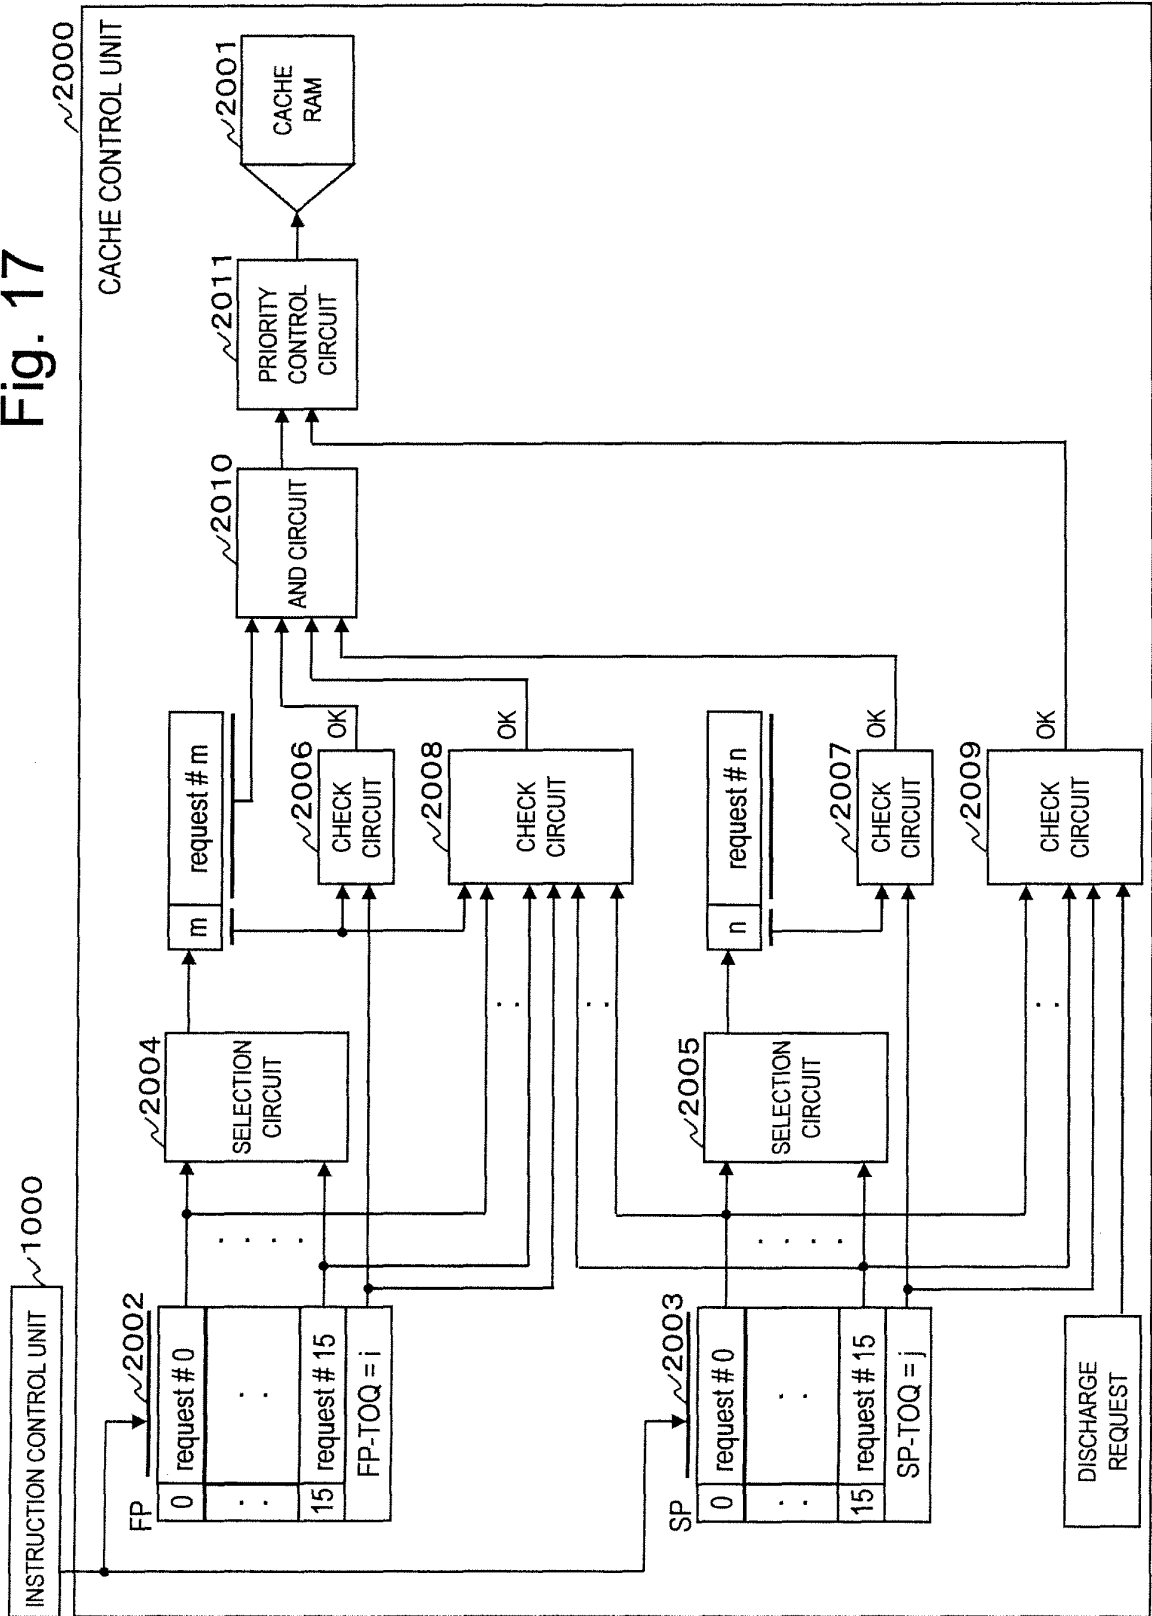 Fig. 17
INSTRUCTION CONTROL UNIT
1000
2000
CACHE CONTROL UNIT
FP
2002
0 request # 0
. . . .
15 request # 15
FP-TOQ = i
2004
SELECTION
CIRCUIT
. . . .
m request # m
2006
CHECK
CIRCUIT
OK
2008
CHECK
CIRCUIT
OK
2010
AND CIRCUIT
2011
PRIORITY
CONTROL
CIRCUIT
2001
CACHE
RAM
SP
2003
0 request # 0
. . . .
15 request # 15
SP-TOQ = j
2005
SELECTION
CIRCUIT
. . . .
n request # n
2007
CHECK
CIRCUIT
OK
2009
CHECK
CIRCUIT
OK
DISCHARGE
REQUEST